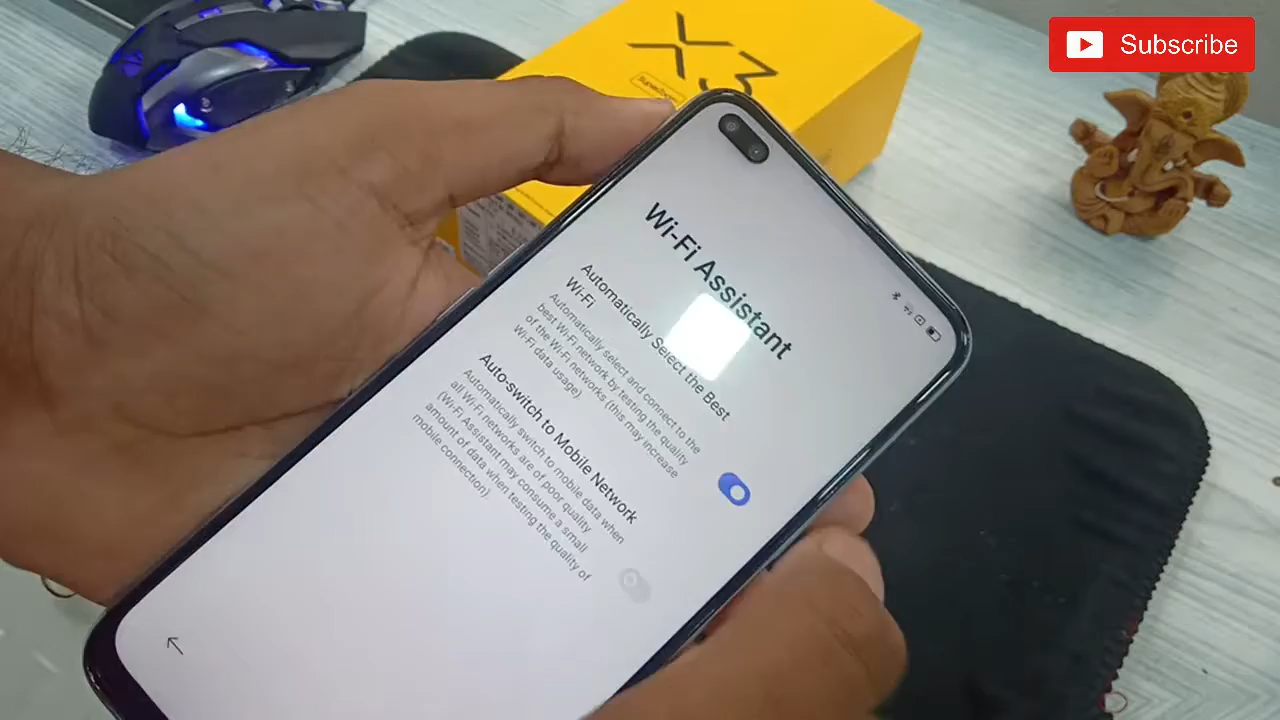 Subscribe
X3
SuperZoom
Wi-Fi Assistant
Automatically Select the Best
Wi-Fi
Automatically select and connect to the
best Wi-Fi network by testing the quality
of the Wi-Fi networks (this may increase
Wi-Fi data usage).
Auto-switch to Mobile Network
Automatically switch to mobile data when
all Wi-Fi networks are of poor quality
(Wi-Fi Assistant may consume a small
amount of data when testing the quality of
mobile connection).